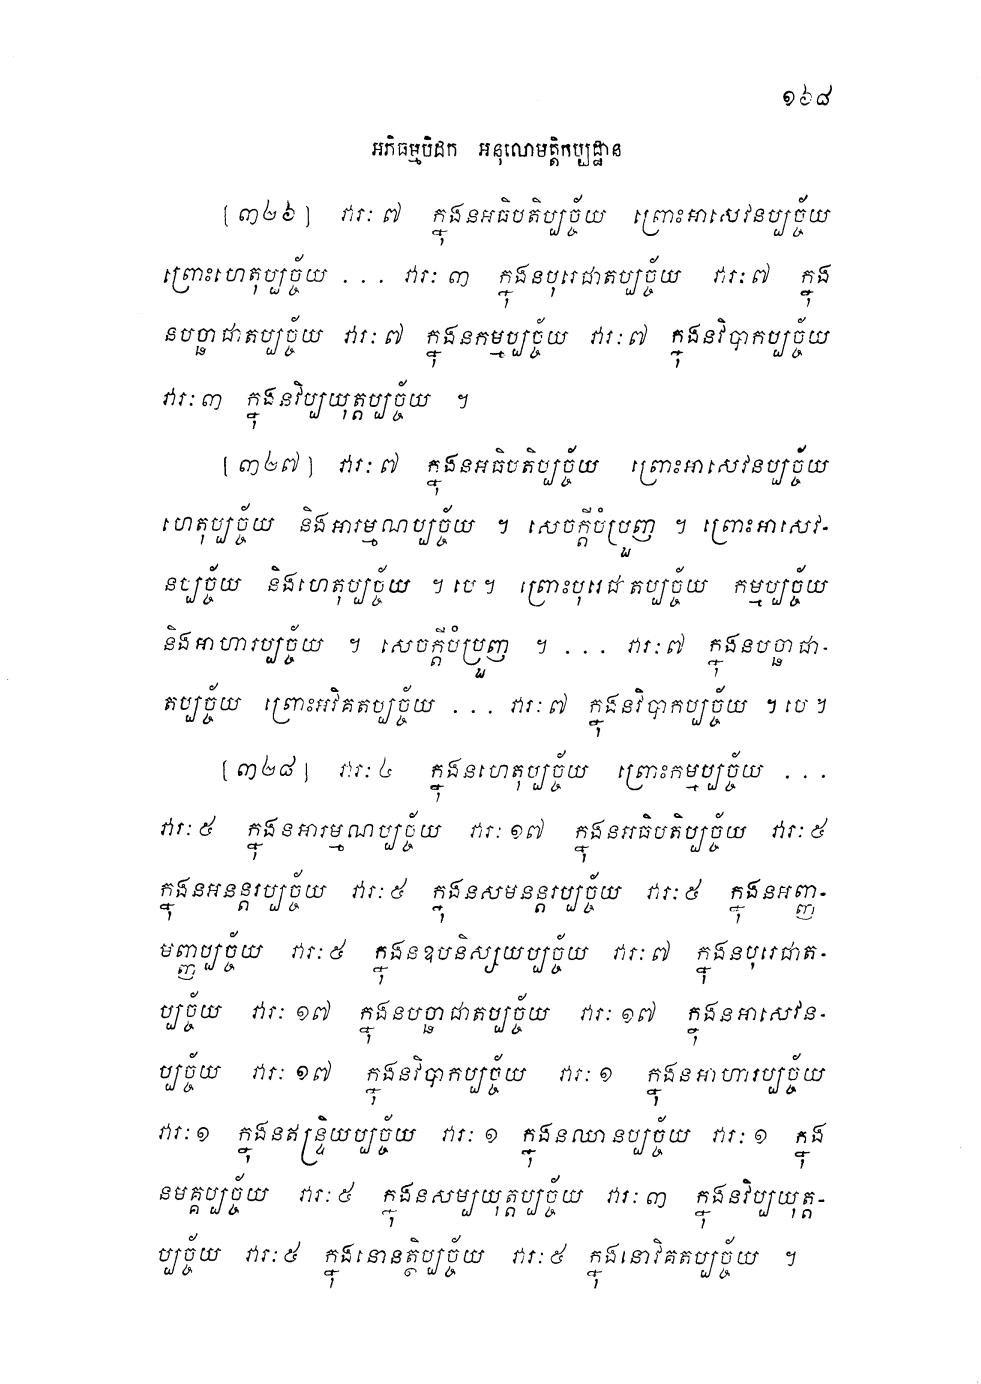 ១៦៨
អភិធម្មបិដក អនុលោមត្តិកប្បដ្ឋាន
[៣២៦] វារៈ ៧ ក្នុងនអធិបតិប្បច្ច័យ ព្រោះអាសេវនប្បច្ច័យ
ព្រោះហេតុប្បច្ច័យ . . . វារៈ ៣ ក្នុងនបុរេជាតប្បច្ច័យ វារៈ ៧ ក្នុង
នបច្ឆាជាតប្បច្ច័យ វារៈ ៧ ក្នុងនកម្មប្បច្ច័យ វារៈ ៧ ក្នុងនវិបាកប្បច្ច័យ
វារៈ ៣ ក្នុងនវិប្បយុត្តប្បច្ច័យ ។
[៣២៧] វារៈ ៧ ក្នុងនអធិបតិប្បច្ច័យ ព្រោះអាសេវនប្បច្ច័យ
ហេតុប្បច្ច័យ និងអារម្មណប្បច្ច័យ ។ សេចក្តីបំប្រួញ ។ ព្រោះអាសេវ-
នប្បច្ច័យ និងហេតុប្បច្ច័យ ។ បេ ។ ព្រោះបុរេជាតប្បច្ច័យ កម្មប្បច្ច័យ
និងអាហារប្បច្ច័យ ។ សេចក្តីបំប្រួញ ។ . . . វារៈ ៧ ក្នុងនបច្ឆាជា-
តប្បច្ច័យ ព្រោះអវិគតប្បច្ច័យ . . . វារៈ ៧ ក្នុងនវិបាកប្បច្ច័យ ។ បេ ។
[៣២៨] វារៈ ៤ ក្នុងនហេតុប្បច្ច័យ ព្រោះកម្មប្បច្ច័យ . . .
វារៈ ៥ ក្នុងនអារម្មណប្បច្ច័យ វារៈ ១៧ ក្នុងនអធិបតិប្បច្ច័យ វារៈ ៥
ក្នុងនអនន្តរប្បច្ច័យ វារៈ ៥ ក្នុងនសមនន្តរប្បច្ច័យ វារៈ ៥ ក្នុងនអញ្ញ-
មញ្ញប្បច្ច័យ វារៈ ៥ ក្នុងនឧបនិស្សយប្បច្ច័យ វារៈ ៧ ក្នុងនបុរេជាត-
ប្បច្ច័យ វារៈ ១៧ ក្នុងនបច្ឆាជាតប្បច្ច័យ វារៈ ១៧ ក្នុងនអាសេវន-
ប្បច្ច័យ វារៈ ១៧ ក្នុងនវិបាកប្បច្ច័យ វារៈ ១ ក្នុងនអាហារប្បច្ច័យ
វារៈ ១ ក្នុងនឥន្ទ្រិយប្បច្ច័យ វារៈ ១ ក្នុងនឈានប្បច្ច័យ វារៈ ១ ក្នុង
នមគ្គប្បច្ច័យ វារៈ ៥ ក្នុងនសម្បយុត្តប្បច្ច័យ វារៈ ៣ ក្នុងនវិប្បយុត្ត-
ប្បច្ច័យ វារៈ ៥ ក្នុងនោនត្ថិប្បច្ច័យ វារៈ ៥ ក្នុងនោវិគតប្បច្ច័យ ។